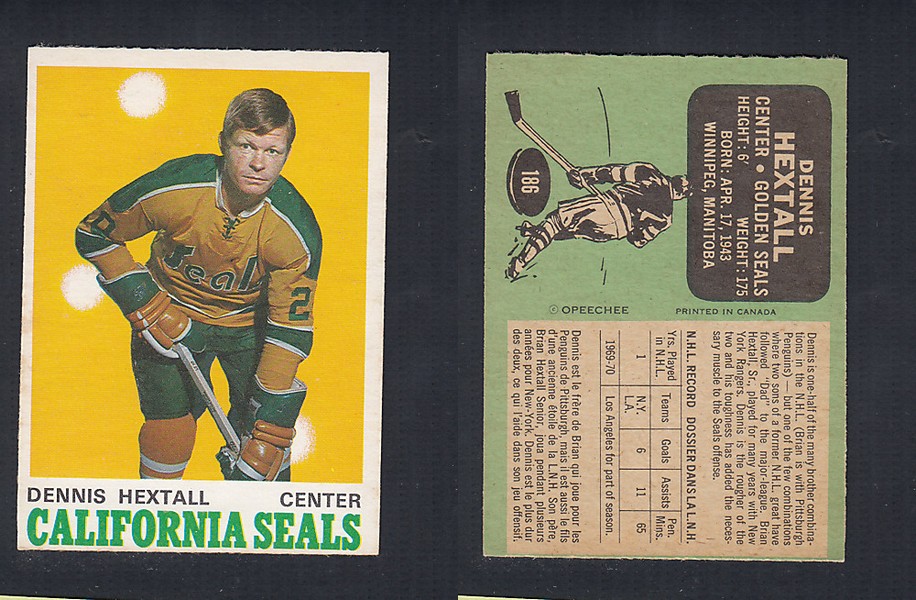 20
Seals
2
DENNIS HEXTALL CENTER
CALIFORNIA SEALS
DENNIS
HEXTALL
CENTER • GOLDEN SEALS
HEIGHT: 6' WEIGHT: 175
BORN: APR. 17, 1943
WINNIPEG, MANITOBA
186
© OPEECHEE PRINTED IN CANADA
Dennis is one-half of the many brother combina-
tions in the N.H.L. (Brian is with Pittsburgh
Penguins) — but one of the few combinations
where two sons of a former N.H.L. great have
followed "Dad" to the major-league. Brian
Hextall, Sr., played for many years with New
York Rangers. Dennis is the rougher of the
two and his toughness has added the neces-
sary muscle to the Seals offense.
N.H.L. RECORD DOSSIER DANS LA L.N.H.
Yrs. Played in N.H.L. Teams Goals Assists Pen. Mins.
1 N.Y. L.A. 6 11 65
1969-70 Los Angeles for part of season.
Dennis est le frère de Brian qui joue pour les
Penguins de Pittsburgh, mais il est aussi le fils
d'une ancienne étoile de la L.N.H. Son père,
Brian Hextall Senior, joua pendant plusieurs
années pour New-York. Dennis est le plus dur
des deux, ce qui l'aide dans son jeu offensif.